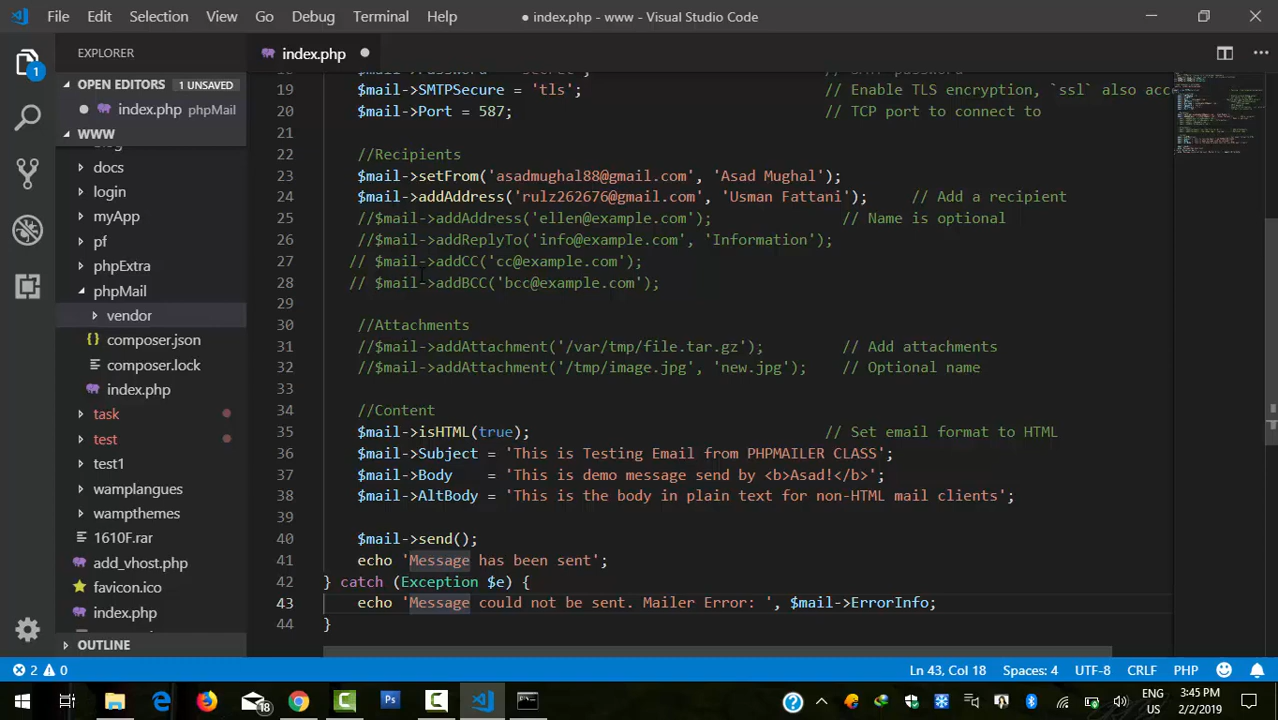 File Edit Selection View Go Debug Terminal Help ● index.php - www - Visual Studio Code
EXPLORER
index.php
OPEN EDITORS 1 UNSAVED
index.php phpMail
1
WWW
docs
login
myApp
pf
phpExtra
phpMail
vendor
composer.json
composer.lock
index.php
task
test
test1
wamplangues
wampthemes
1610F.rar
add_vhost.php
favicon.ico
index.php
OUTLINE
19 $mail->SMTPSecure = 'tls'; // Enable TLS encryption, `ssl` also acc
20 $mail->Port = 587; // TCP port to connect to
21
22 //Recipients
23 $mail->setFrom('asadmughal88@gmail.com', 'Asad Mughal');
24 $mail->addAddress('rulz262676@gmail.com', 'Usman Fattani'); // Add a recipient
25 //$mail->addAddress('ellen@example.com'); // Name is optional
26 //$mail->addReplyTo('info@example.com', 'Information');
27 // $mail->addCC('cc@example.com');
28 // $mail->addBCC('bcc@example.com');
29
30 //Attachments
31 //$mail->addAttachment('/var/tmp/file.tar.gz'); // Add attachments
32 //$mail->addAttachment('/tmp/image.jpg', 'new.jpg'); // Optional name
33
34 //Content
35 $mail->isHTML(true); // Set email format to HTML
36 $mail->Subject = 'This is Testing Email from PHPMAILER CLASS';
37 $mail->Body = 'This is demo message send by <b>Asad!</b>';
38 $mail->AltBody = 'This is the body in plain text for non-HTML mail clients';
39
40 $mail->send();
41 echo 'Message has been sent';
42 } catch (Exception $e) {
43 echo 'Message could not be sent. Mailer Error: ', $mail->ErrorInfo;
44 }
2 0 Ln 43, Col 18 Spaces: 4 UTF-8 CRLF PHP
18 Ps ENG US 3:45 PM 2/2/2019